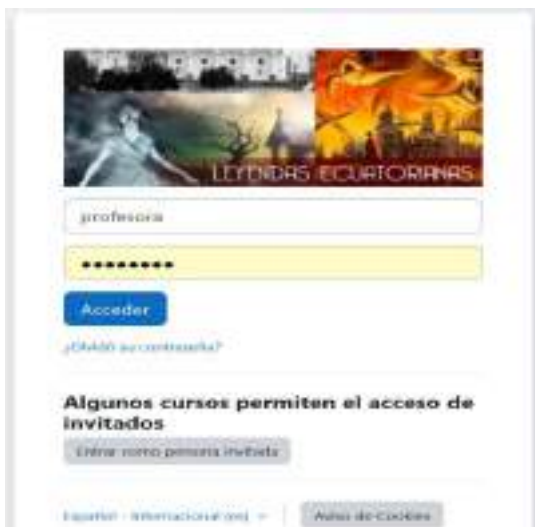 LEYENDAS ECUATORIANAS
profesora
••••••••
Acceder
¿Olvidó su contraseña?
Algunos cursos permiten el acceso de
invitados
Entrar como persona invitada
Español - Internacional (es)
Aviso de Cookies